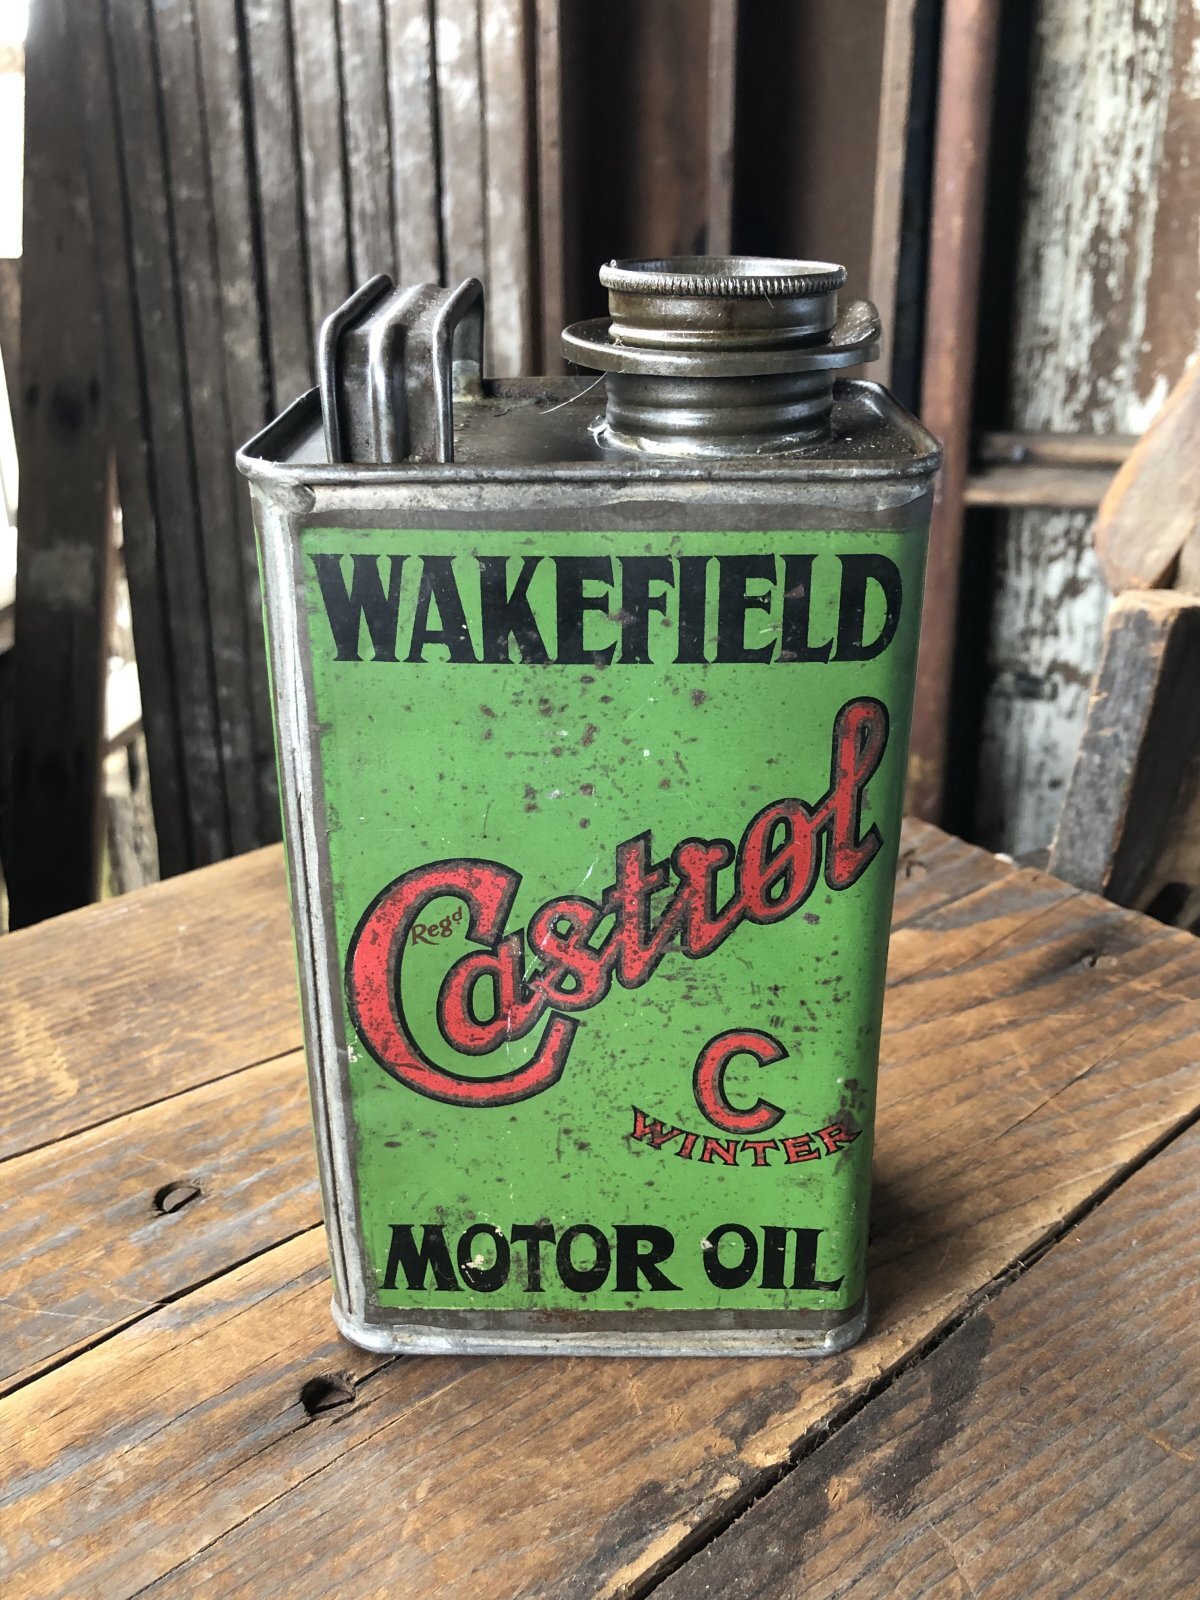 WAKEFIELD
Castrol
Regd
C
WINTER
MOTOR OIL